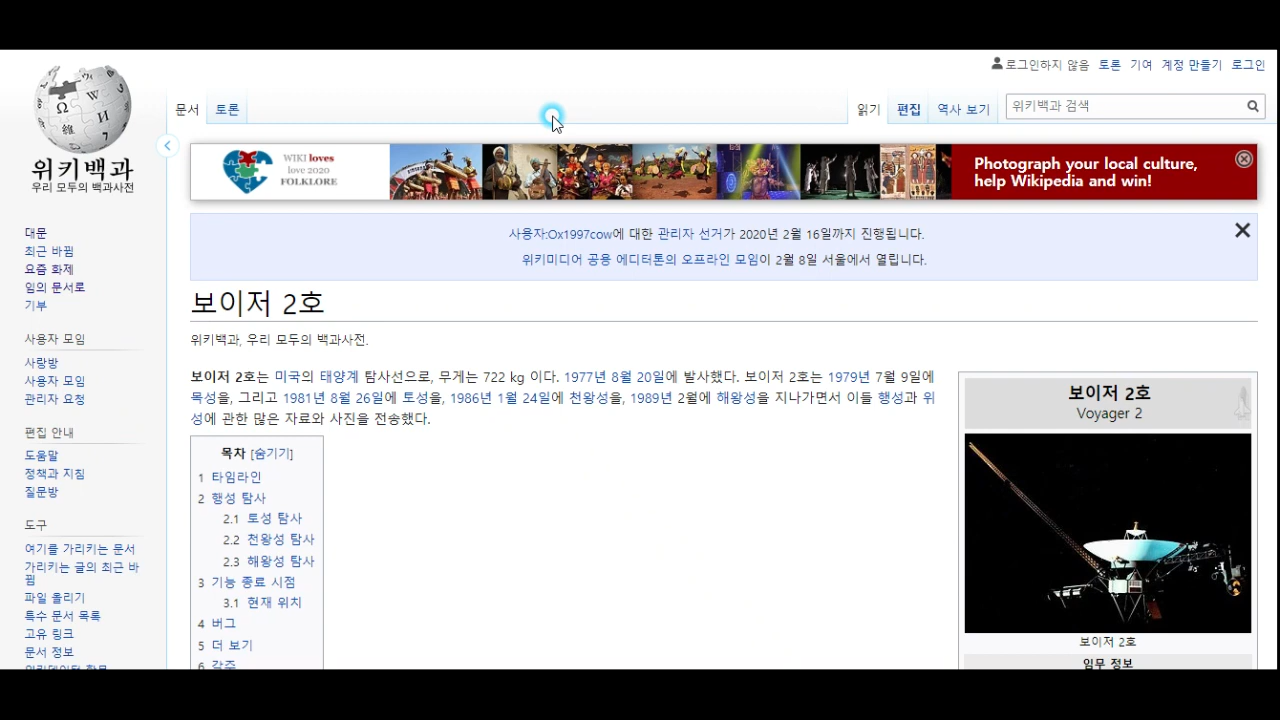 로그인하지 않음 토론 기여 계정 만들기 로그인
문서 토론 읽기 편집 역사 보기 위키백과 검색
위키백과
우리 모두의 백과사전
WIKI loves
love 2020
FOLKLORE
Photograph your local culture,
help Wikipedia and win!
사용자:Ox1997cow에 대한 관리자 선거가 2020년 2월 16일까지 진행됩니다.
위키미디어 공용 에디터톤의 오프라인 모임이 2월 8일 서울에서 열립니다.
대문
최근 바뀜
요즘 화제
임의 문서로
기부
사용자 모임
사랑방
사용자 모임
관리자 요청
편집 안내
도움말
정책과 지침
질문방
도구
여기를 가리키는 문서
가리키는 글의 최근 바
뀜
파일 올리기
특수 문서 목록
고유 링크
문서 정보
보이저 2호
위키백과, 우리 모두의 백과사전.
보이저 2호는 미국의 태양계 탐사선으로, 무게는 722 kg 이다. 1977년 8월 20일에 발사했다. 보이저 2호는 1979년 7월 9일에
목성을, 그리고 1981년 8월 26일에 토성을, 1986년 1월 24일에 천왕성을, 1989년 2월에 해왕성을 지나가면서 이들 행성과 위
성에 관한 많은 자료와 사진을 전송했다.
목차 [숨기기]
1 타임라인
2 행성 탐사
2.1 토성 탐사
2.2 천왕성 탐사
2.3 해왕성 탐사
3 기능 종료 시점
3.1 현재 위치
4 버그
5 더 보기
6 각주
보이저 2호
Voyager 2
보이저 2호
임무 정보